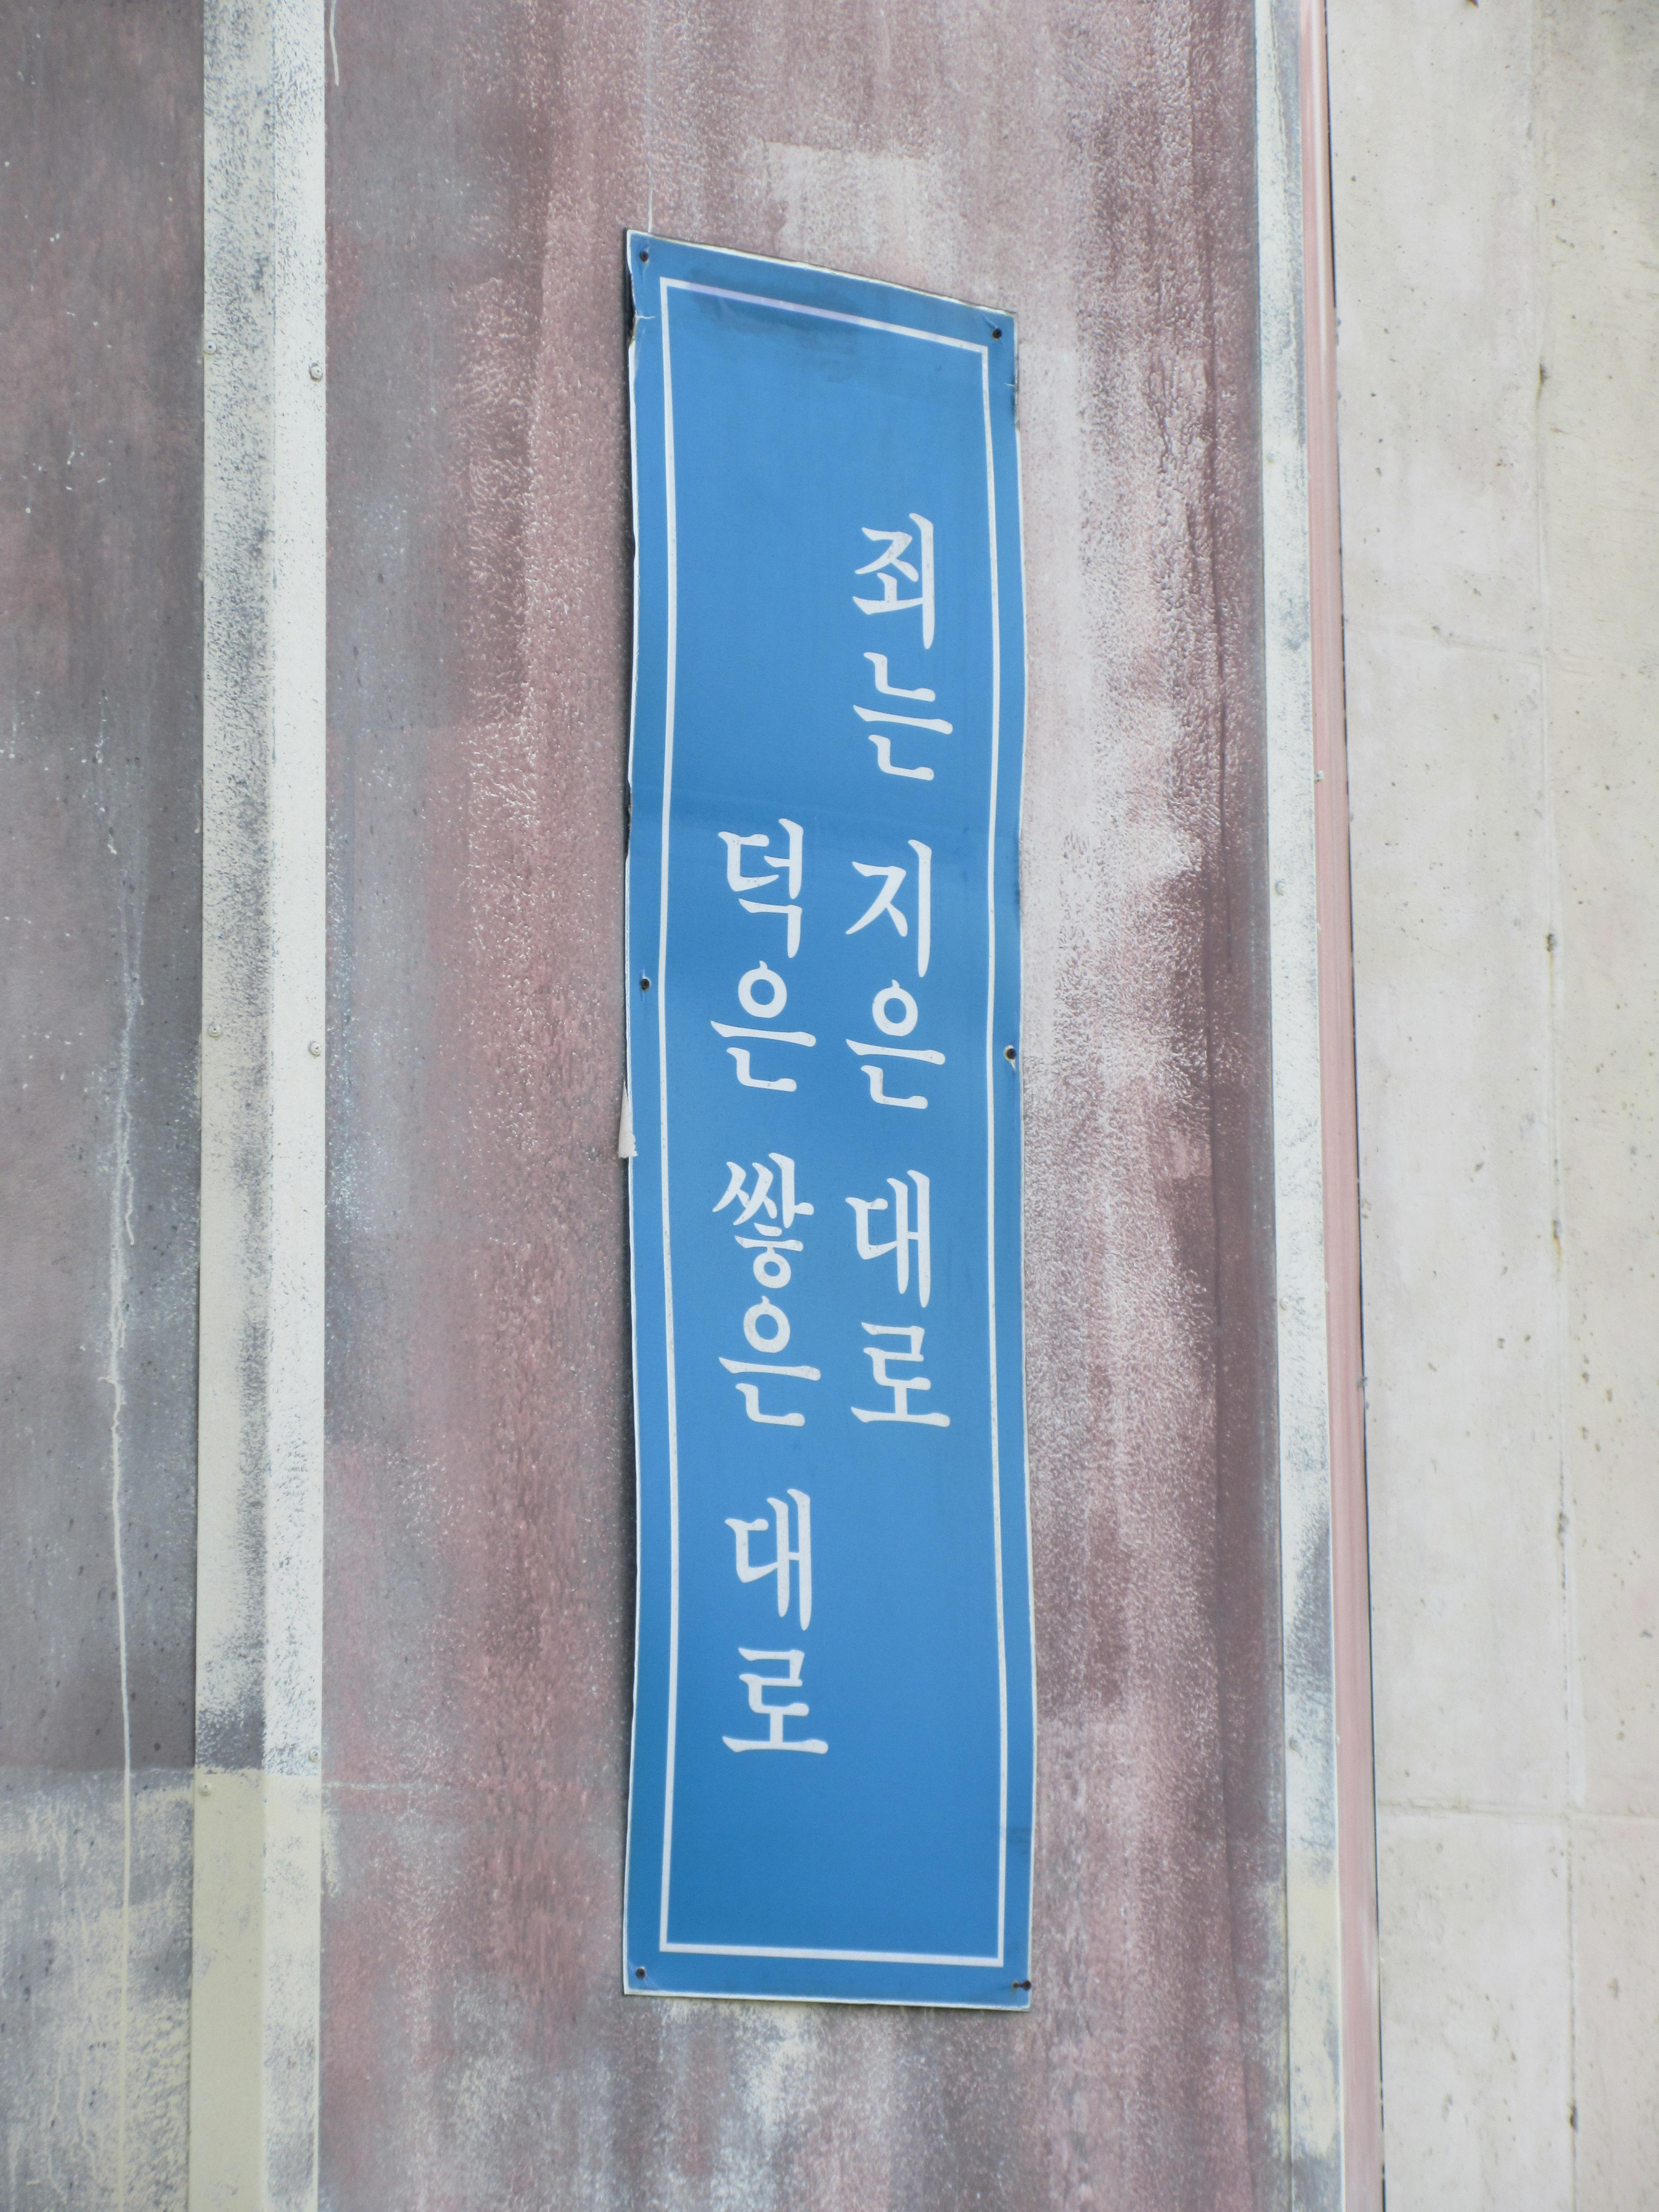 죄는 지은 대로
덕은 쌓은 대로